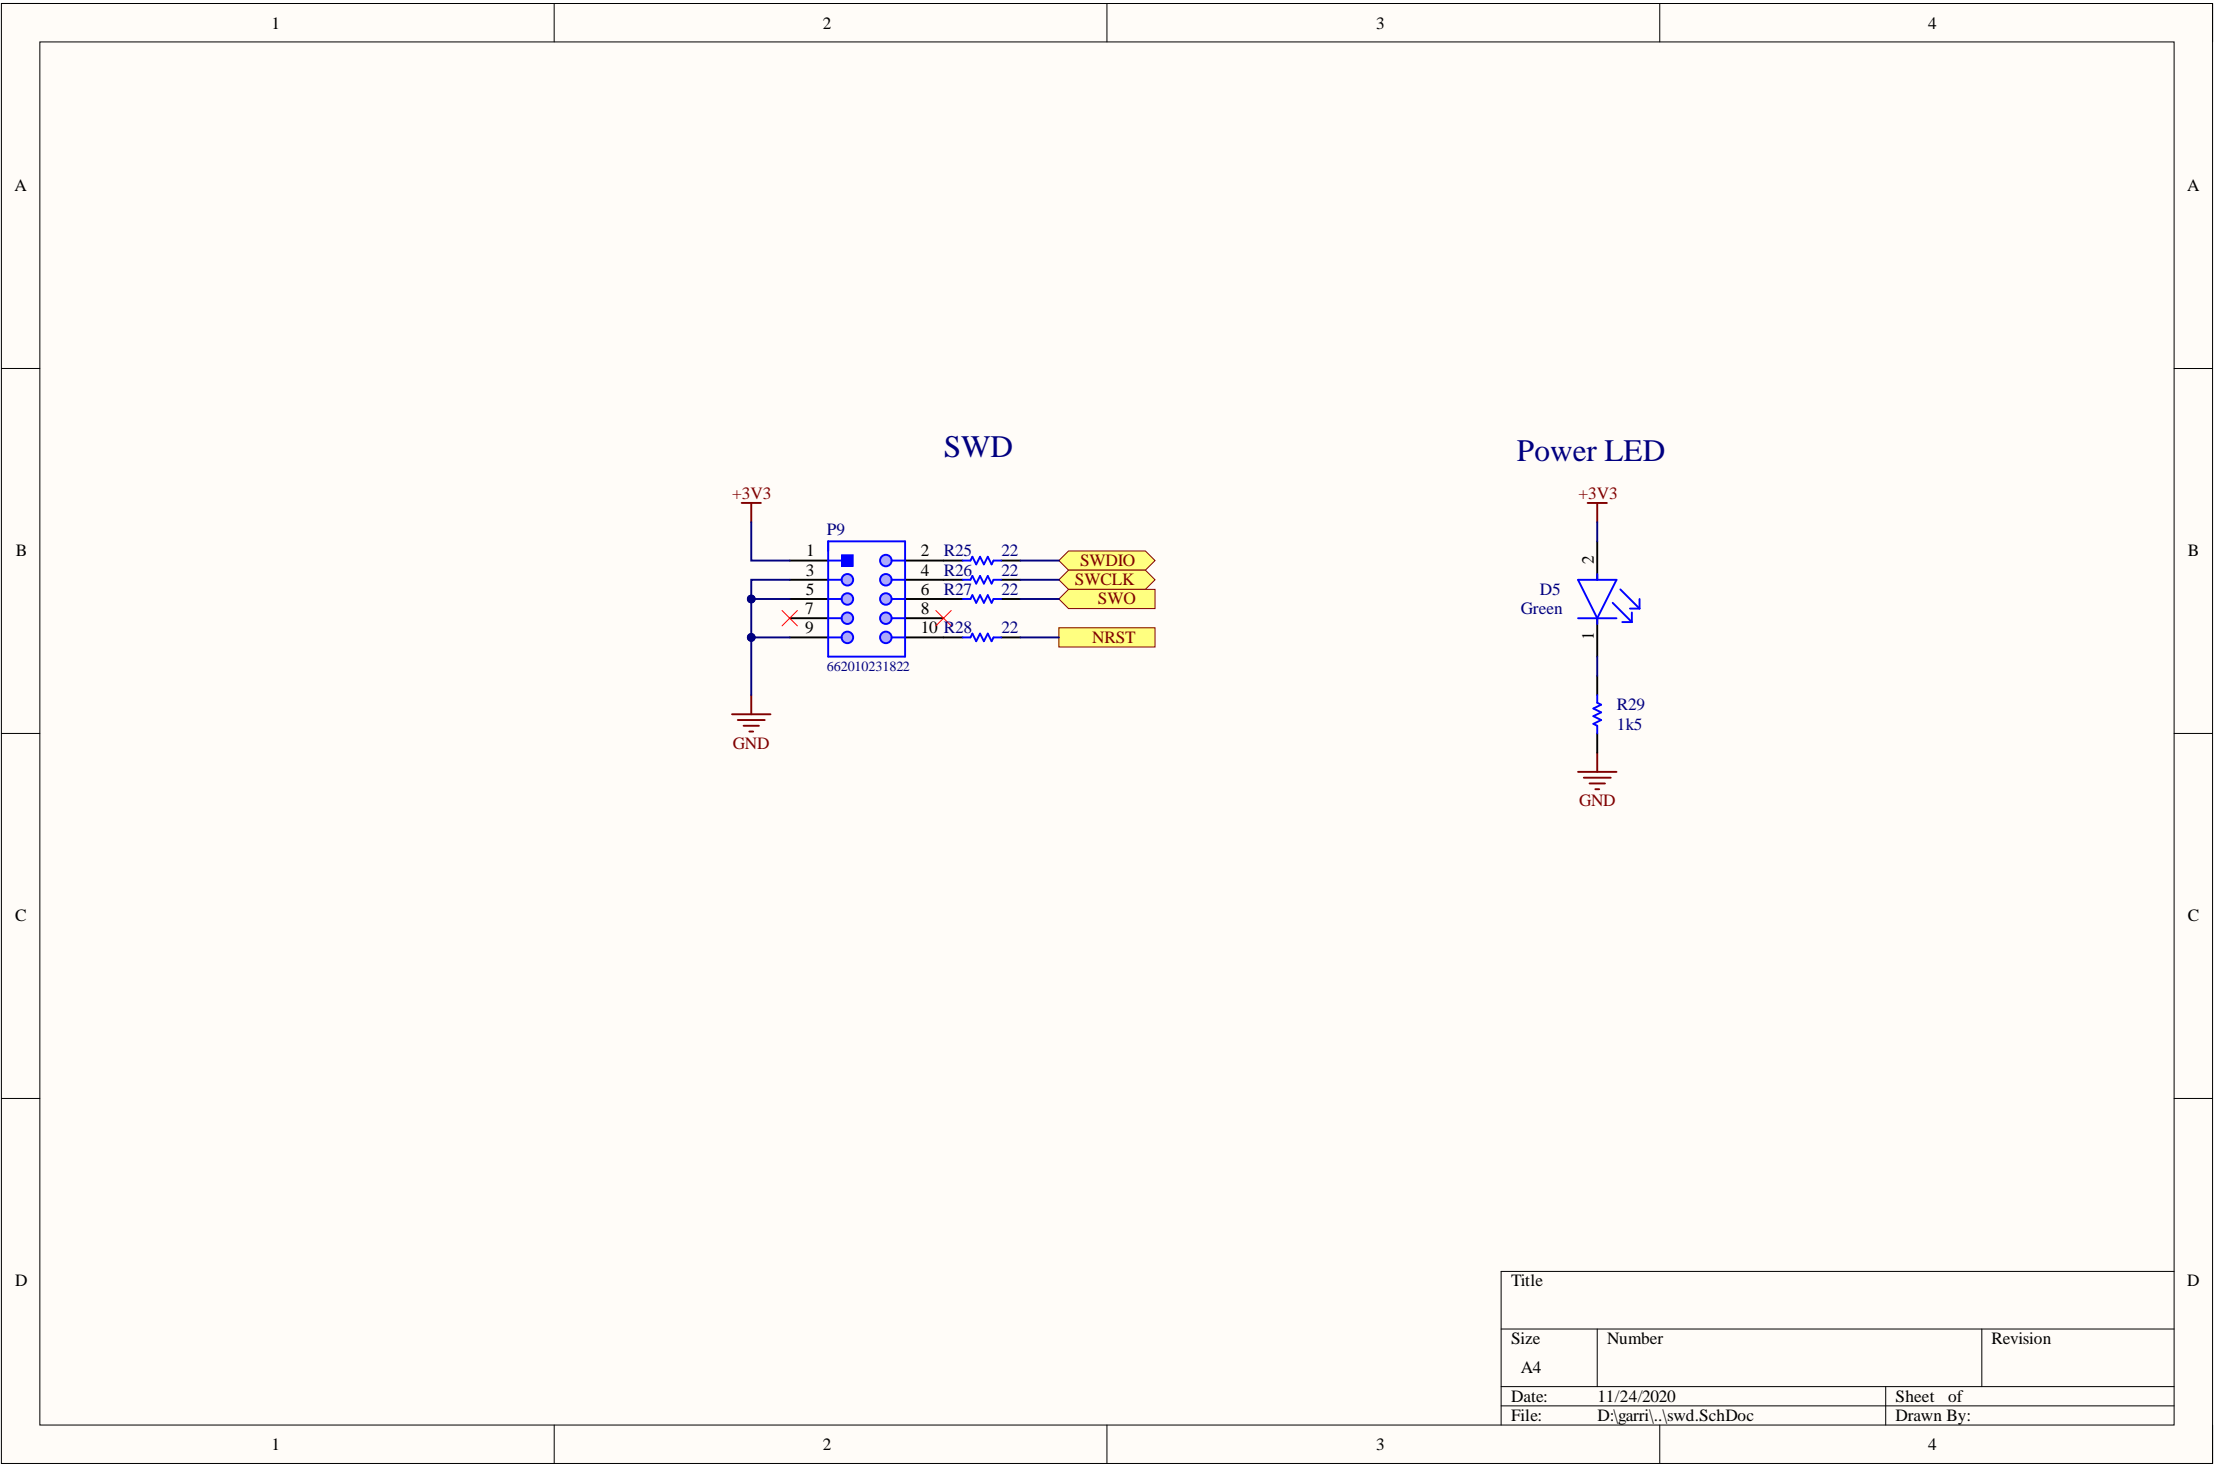 1 2 3 4
A A
SWD
Power LED
+3V3
+3V3
B B
P9
1 2 R25 22 SWDIO
3 4 R26 22 SWCLK
5 6 R27 22 SWO
7 8
9 10 R28 22 NRST
662010231822
GND
2
D5
Green
1
R29
1k5
GND
C C
D D
Title
Size Number Revision
A4
Date: 11/24/2020 Sheet of
File: D:\garri\..\swd.SchDoc Drawn By:
1 2 3 4